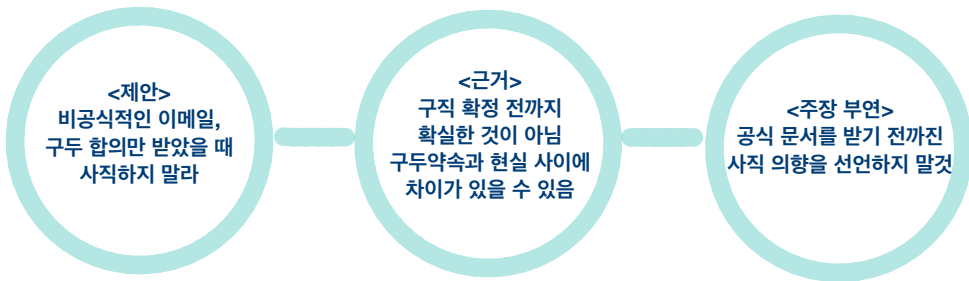 <제안>
비공식적인 이메일,
구두 합의만 받았을 때
사직하지 말라
<근거>
구직 확정 전까지
확실한 것이 아님
구두약속과 현실 사이에
차이가 있을 수 있음
<주장 부연>
공식 문서를 받기 전까진
사직 의향을 선언하지 말것